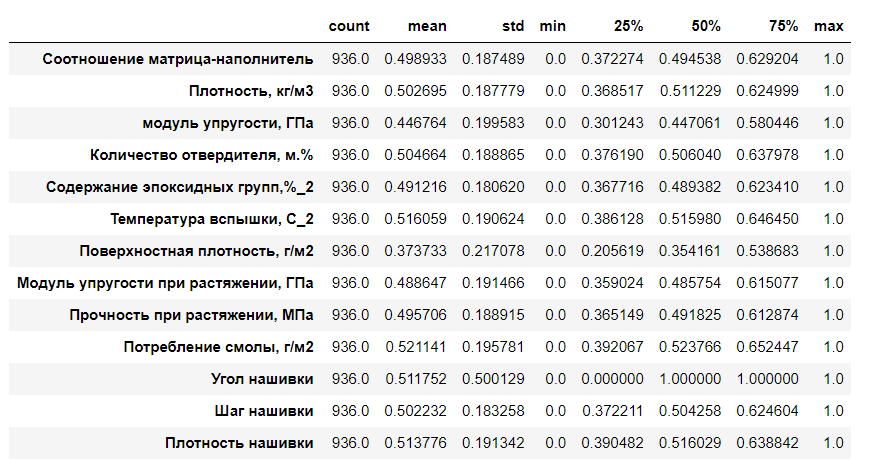 count mean std min 25% 50% 75% max
Соотношение матрица-наполнитель 936.0 0.498933 0.187489 0.0 0.372274 0.494538 0.629204 1.0
Плотность, кг/м3 936.0 0.502695 0.187779 0.0 0.368517 0.511229 0.624999 1.0
модуль упругости, ГПа 936.0 0.446764 0.199583 0.0 0.301243 0.447061 0.580446 1.0
Количество отвердителя, м.% 936.0 0.504664 0.188865 0.0 0.376190 0.506040 0.637978 1.0
Содержание эпоксидных групп,%_2 936.0 0.491216 0.180620 0.0 0.367716 0.489382 0.623410 1.0
Температура вспышки, С_2 936.0 0.516059 0.190624 0.0 0.386128 0.515980 0.646450 1.0
Поверхностная плотность, г/м2 936.0 0.373733 0.217078 0.0 0.205619 0.354161 0.538683 1.0
Модуль упругости при растяжении, ГПа 936.0 0.488647 0.191466 0.0 0.359024 0.485754 0.615077 1.0
Прочность при растяжении, МПа 936.0 0.495706 0.188915 0.0 0.365149 0.491825 0.612874 1.0
Потребление смолы, г/м2 936.0 0.521141 0.195781 0.0 0.392067 0.523766 0.652447 1.0
Угол нашивки 936.0 0.511752 0.500129 0.0 0.000000 1.000000 1.000000 1.0
Шаг нашивки 936.0 0.502232 0.183258 0.0 0.372211 0.504258 0.624604 1.0
Плотность нашивки 936.0 0.513776 0.191342 0.0 0.390482 0.516029 0.638842 1.0